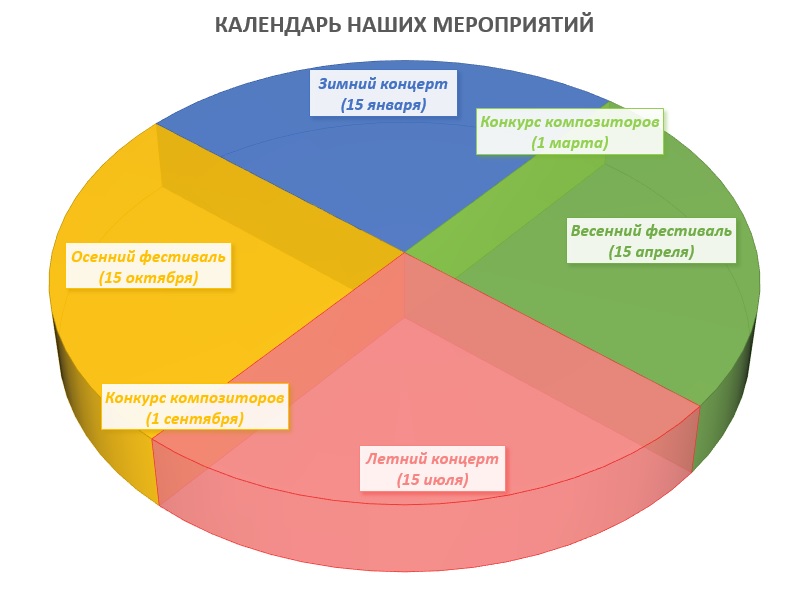 КАЛЕНДАРЬ НАШИХ МЕРОПРИЯТИЙ
Зимний концерт
(15 января)
Конкурс композиторов
(1 марта)
Весенний фестиваль
(15 апреля)
Осенний фестиваль
(15 октября)
Конкурс композиторов
(1 сентября)
Летний концерт
(15 июля)